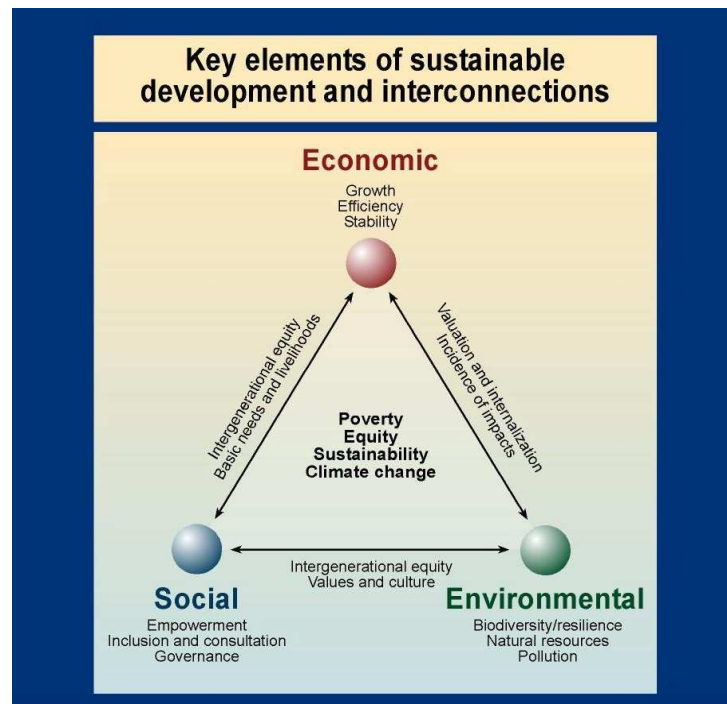 Key elements of sustainable
development and interconnections
Economic
Growth
Efficiency
Stability
Intergenerational equity
Basic needs and livelihoods
Valuation and internalization
Incidence of impacts
Poverty
Equity
Sustainability
Climate change
Intergenerational equity
Values and culture
Social
Empowerment
Inclusion and consultation
Governance
Environmental
Biodiversity/resilience
Natural resources
Pollution